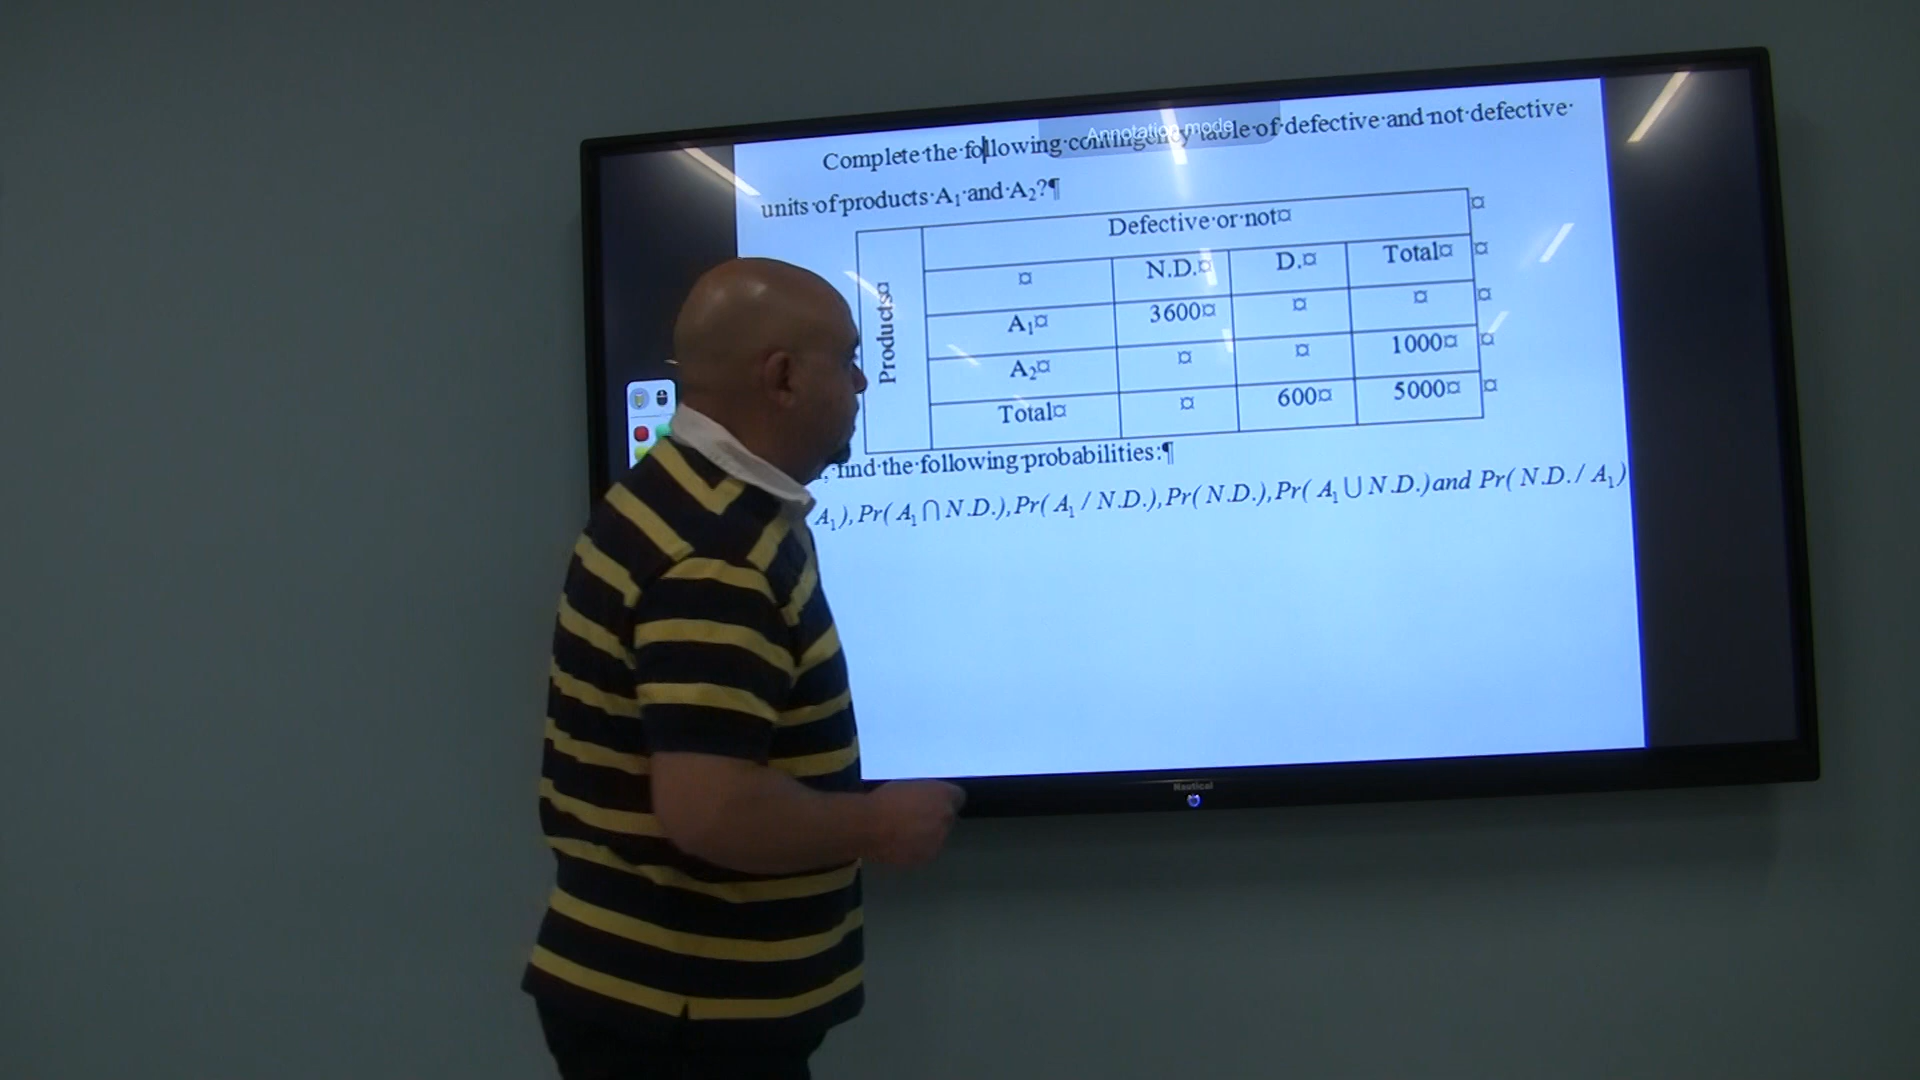 Annotation mode
Complete the following contingency table of defective and not defective
units of products A₁ and A₂?¶
Products¤
Defective or not¤ ¤
¤ N.D.¤ D.¤ Total¤ ¤
A₁¤ 3600¤ ¤ ¤ ¤
A₂¤ ¤ ¤ 1000¤ ¤
Total¤ ¤ 600¤ 5000¤ ¤
, find the following probabilities:¶
A₁), Pr( A₁ ⋂ N.D.), Pr( A₁ / N.D.), Pr( N.D.), Pr( A₁ ⋃ N.D.) and Pr( N.D. / A₁)
Nautical